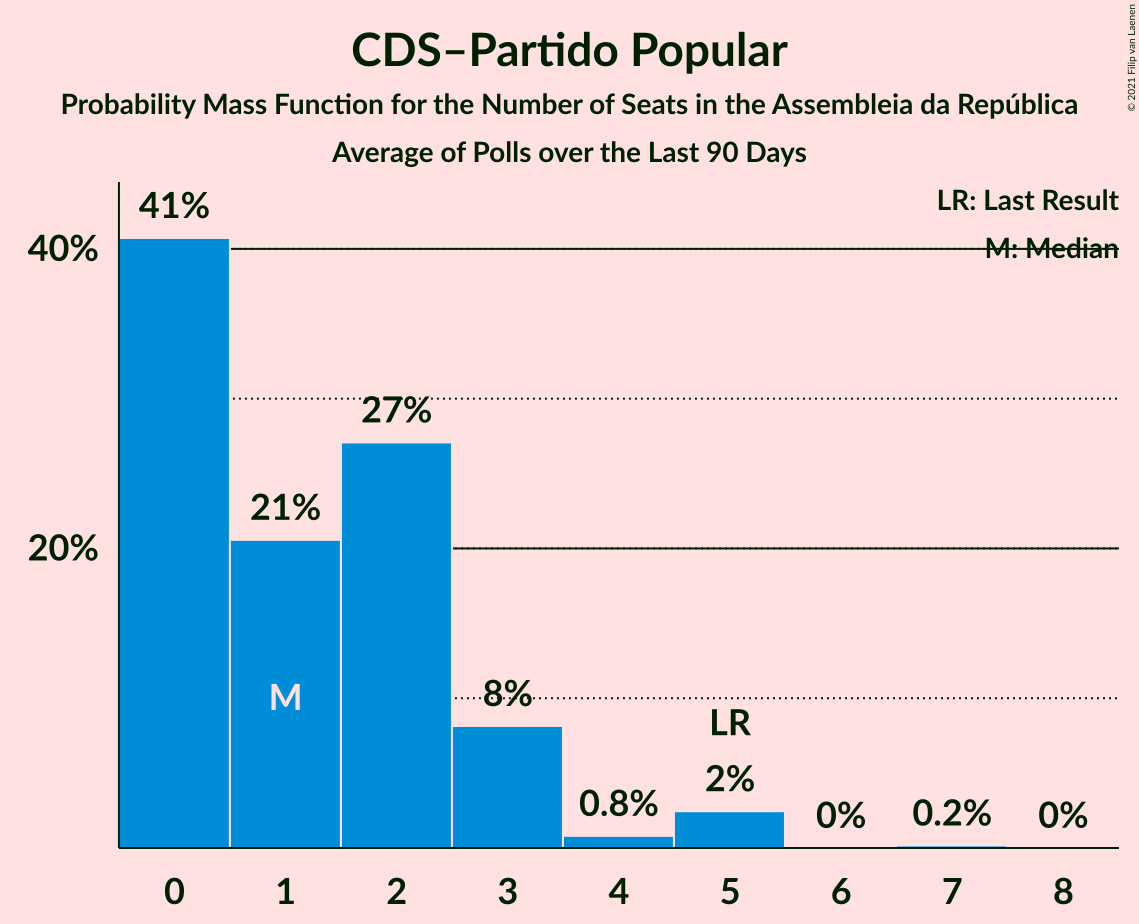 CDS–Partido Popular
Probability Mass Function for the Number of Seats in the Assembleia da República
Average of Polls over the Last 90 Days
© 2021 Filip van Laenen
LR: Last Result
M: Median
41%
40%
27%
21%
20%
M
8%
LR
2%
0.8%
0%
0.2%
0%
0 1 2 3 4 5 6 7 8